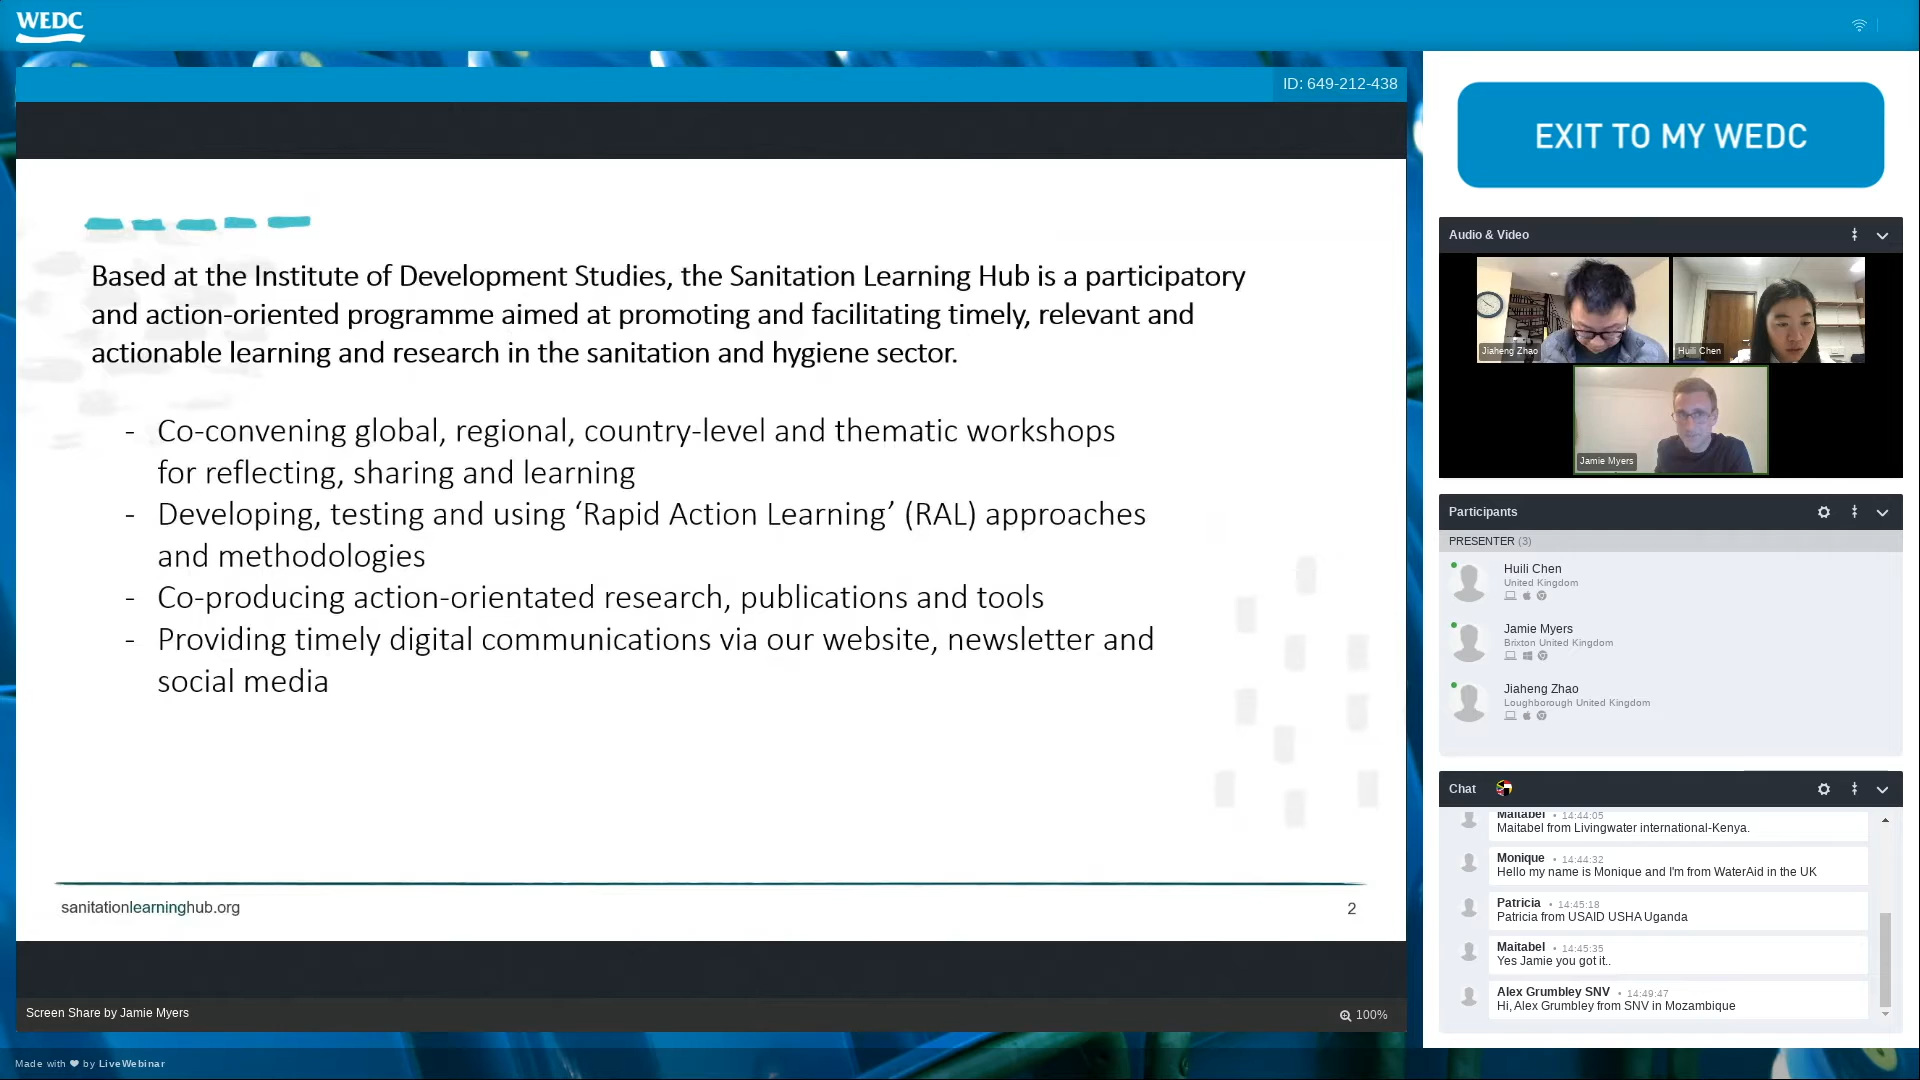 WEDC
ID: 649-212-438
EXIT TO MY WEDC
Based at the Institute of Development Studies, the Sanitation Learning Hub is a participatory
and action-oriented programme aimed at promoting and facilitating timely, relevant and
actionable learning and research in the sanitation and hygiene sector.
- Co-convening global, regional, country-level and thematic workshops
for reflecting, sharing and learning
- Developing, testing and using ‘Rapid Action Learning’ (RAL) approaches
and methodologies
- Co-producing action-orientated research, publications and tools
- Providing timely digital communications via our website, newsletter and
social media
sanitationlearninghub.org
2
Screen Share by Jamie Myers
100%
Made with ❤ by LiveWebinar
Audio & Video
Jiaheng Zhao
Huili Chen
Jamie Myers
Participants
PRESENTER (3)
Huili Chen
United Kingdom
Jamie Myers
Brixton United Kingdom
Jiaheng Zhao
Loughborough United Kingdom
Chat
Maitabel • 14:44:05
Maitabel from Livingwater international-Kenya.
Monique • 14:44:32
Hello my name is Monique and I'm from WaterAid in the UK
Patricia • 14:45:18
Patricia from USAID USHA Uganda
Maitabel • 14:45:35
Yes Jamie you got it..
Alex Grumbley SNV • 14:49:47
Hi, Alex Grumbley from SNV in Mozambique